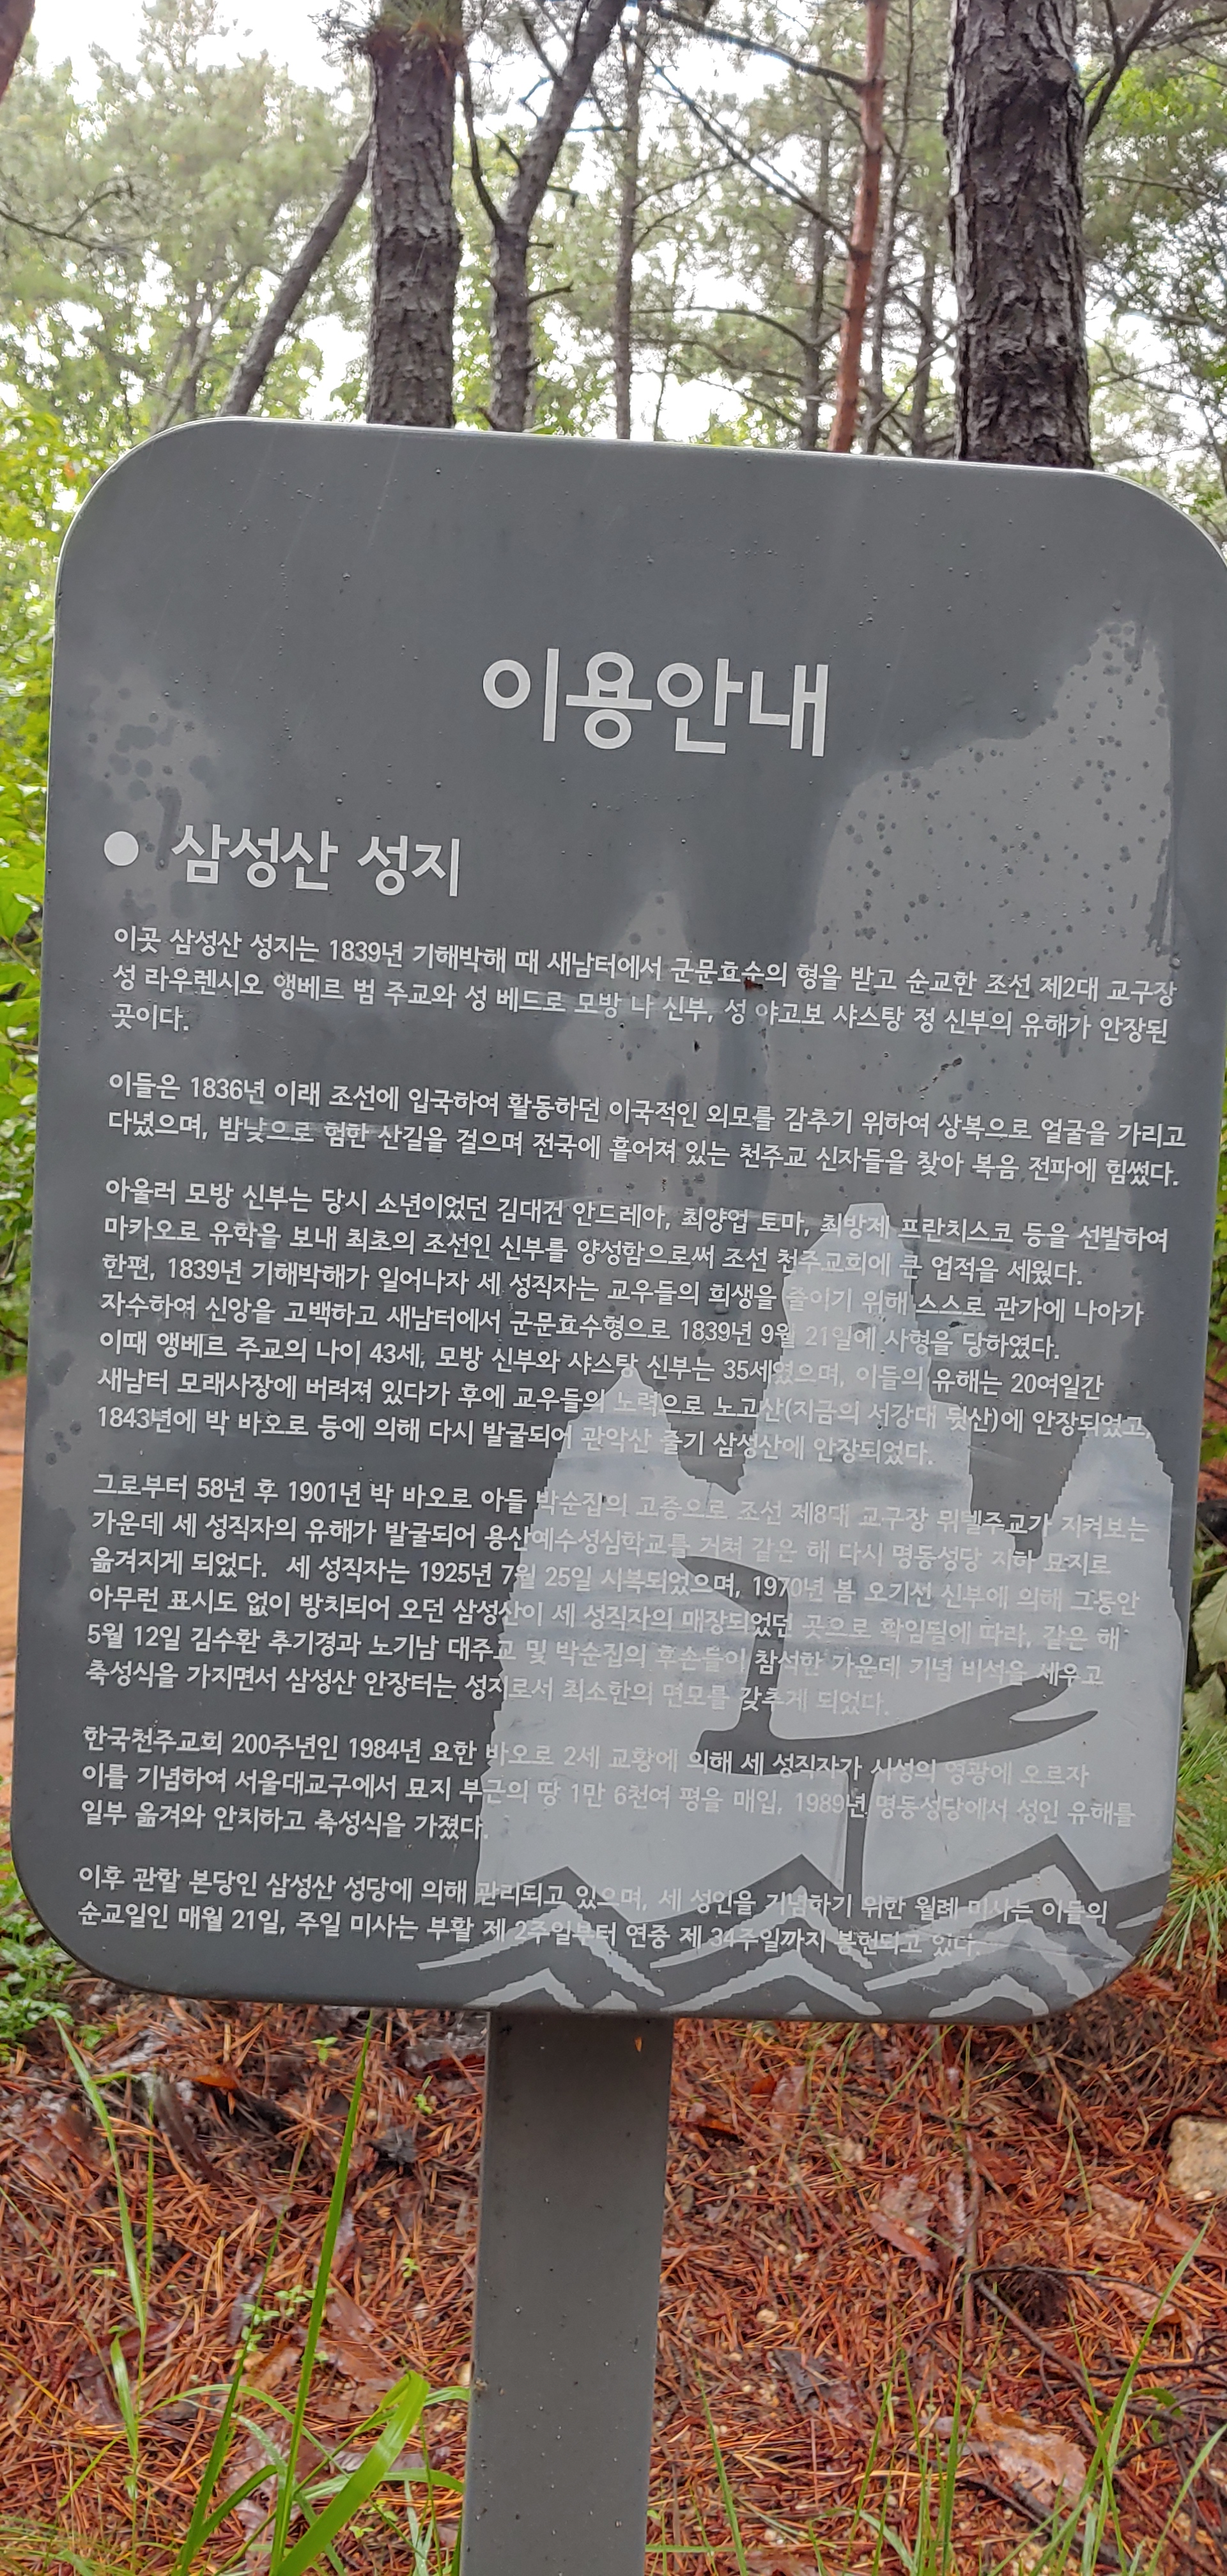 이용안내
● 삼성산 성지
이곳 삼성산 성지는 1839년 기해박해 때 새남터에서 군문효수의 형을 받고 순교한 조선 제2대 교구장
성 라우렌시오 앵베르 범 주교와 성 베드로 모방 나 신부, 성 야고보 샤스탕 정 신부의 유해가 안장된
곳이다.
이들은 1836년 이래 조선에 입국하여 활동하던 이국적인 외모를 감추기 위하여 상복으로 얼굴을 가리고
다녔으며, 밤낮으로 험한 산길을 걸으며 전국에 흩어져 있는 천주교 신자들을 찾아 복음 전파에 힘썼다.
아울러 모방 신부는 당시 소년이었던 김대건 안드레아, 최양업 토마, 최방제 프란치스코 등을 선발하여
마카오로 유학을 보내 최초의 조선인 신부를 양성함으로써 조선 천주교회에 큰 업적을 세웠다.
한편, 1839년 기해박해가 일어나자 세 성직자는 교우들의 희생을 줄이기 위해 스스로 관가에 나아가
자수하여 신앙을 고백하고 새남터에서 군문효수형으로 1839년 9월 21일에 사형을 당하였다.
이때 앵베르 주교의 나이 43세, 모방 신부와 샤스탕 신부는 35세였으며, 이들의 유해는 20여일간
새남터 모래사장에 버려져 있다가 후에 교우들의 노력으로 노고산(지금의 서강대 뒷산)에 안장되었고,
1843년에 박 바오로 등에 의해 다시 발굴되어 관악산 줄기 삼성산에 안장되었다.
그로부터 58년 후 1901년 박 바오로 아들 박순집의 고증으로 조선 제8대 교구장 뮈텔주교가 지켜보는
가운데 세 성직자의 유해가 발굴되어 용산예수성심학교를 거쳐 같은 해 다시 명동성당 지하 묘지로
옮겨지게 되었다. 세 성직자는 1925년 7월 25일 시복되었으며, 1970년 봄 오기선 신부에 의해 그동안
아무런 표시도 없이 방치되어 오던 삼성산이 세 성직자의 매장되었던 곳으로 확임됨에 따라, 같은 해
5월 12일 김수환 추기경과 노기남 대주교 및 박순집의 후손들이 참석한 가운데 기념 비석을 세우고
축성식을 가지면서 삼성산 안장터는 성지로서 최소한의 면모를 갖추게 되었다.
한국천주교회 200주년인 1984년 요한 바오로 2세 교황에 의해 세 성직자가 시성의 영광에 오르자
이를 기념하여 서울대교구에서 묘지 부근의 땅 1만 6천여 평을 매입, 1989년 명동성당에서 성인 유해를
일부 옮겨와 안치하고 축성식을 가졌다.
이후 관할 본당인 삼성산 성당에 의해 관리되고 있으며, 세 성인을 기념하기 위한 월례 미사는 이들의
순교일인 매월 21일, 주일 미사는 부활 제 2주일부터 연중 제 34주일까지 봉헌되고 있다.